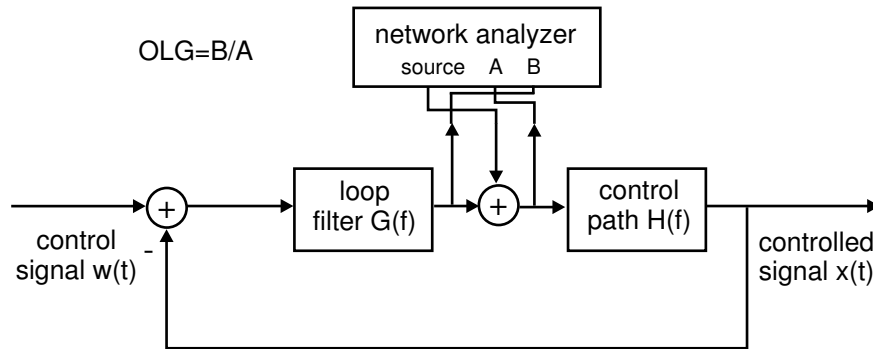 network analyzer
OLG=B/A
source A B
loop
filter G(f)
+
+
control
path H(f)
control
signal w(t)
-
controlled
signal x(t)